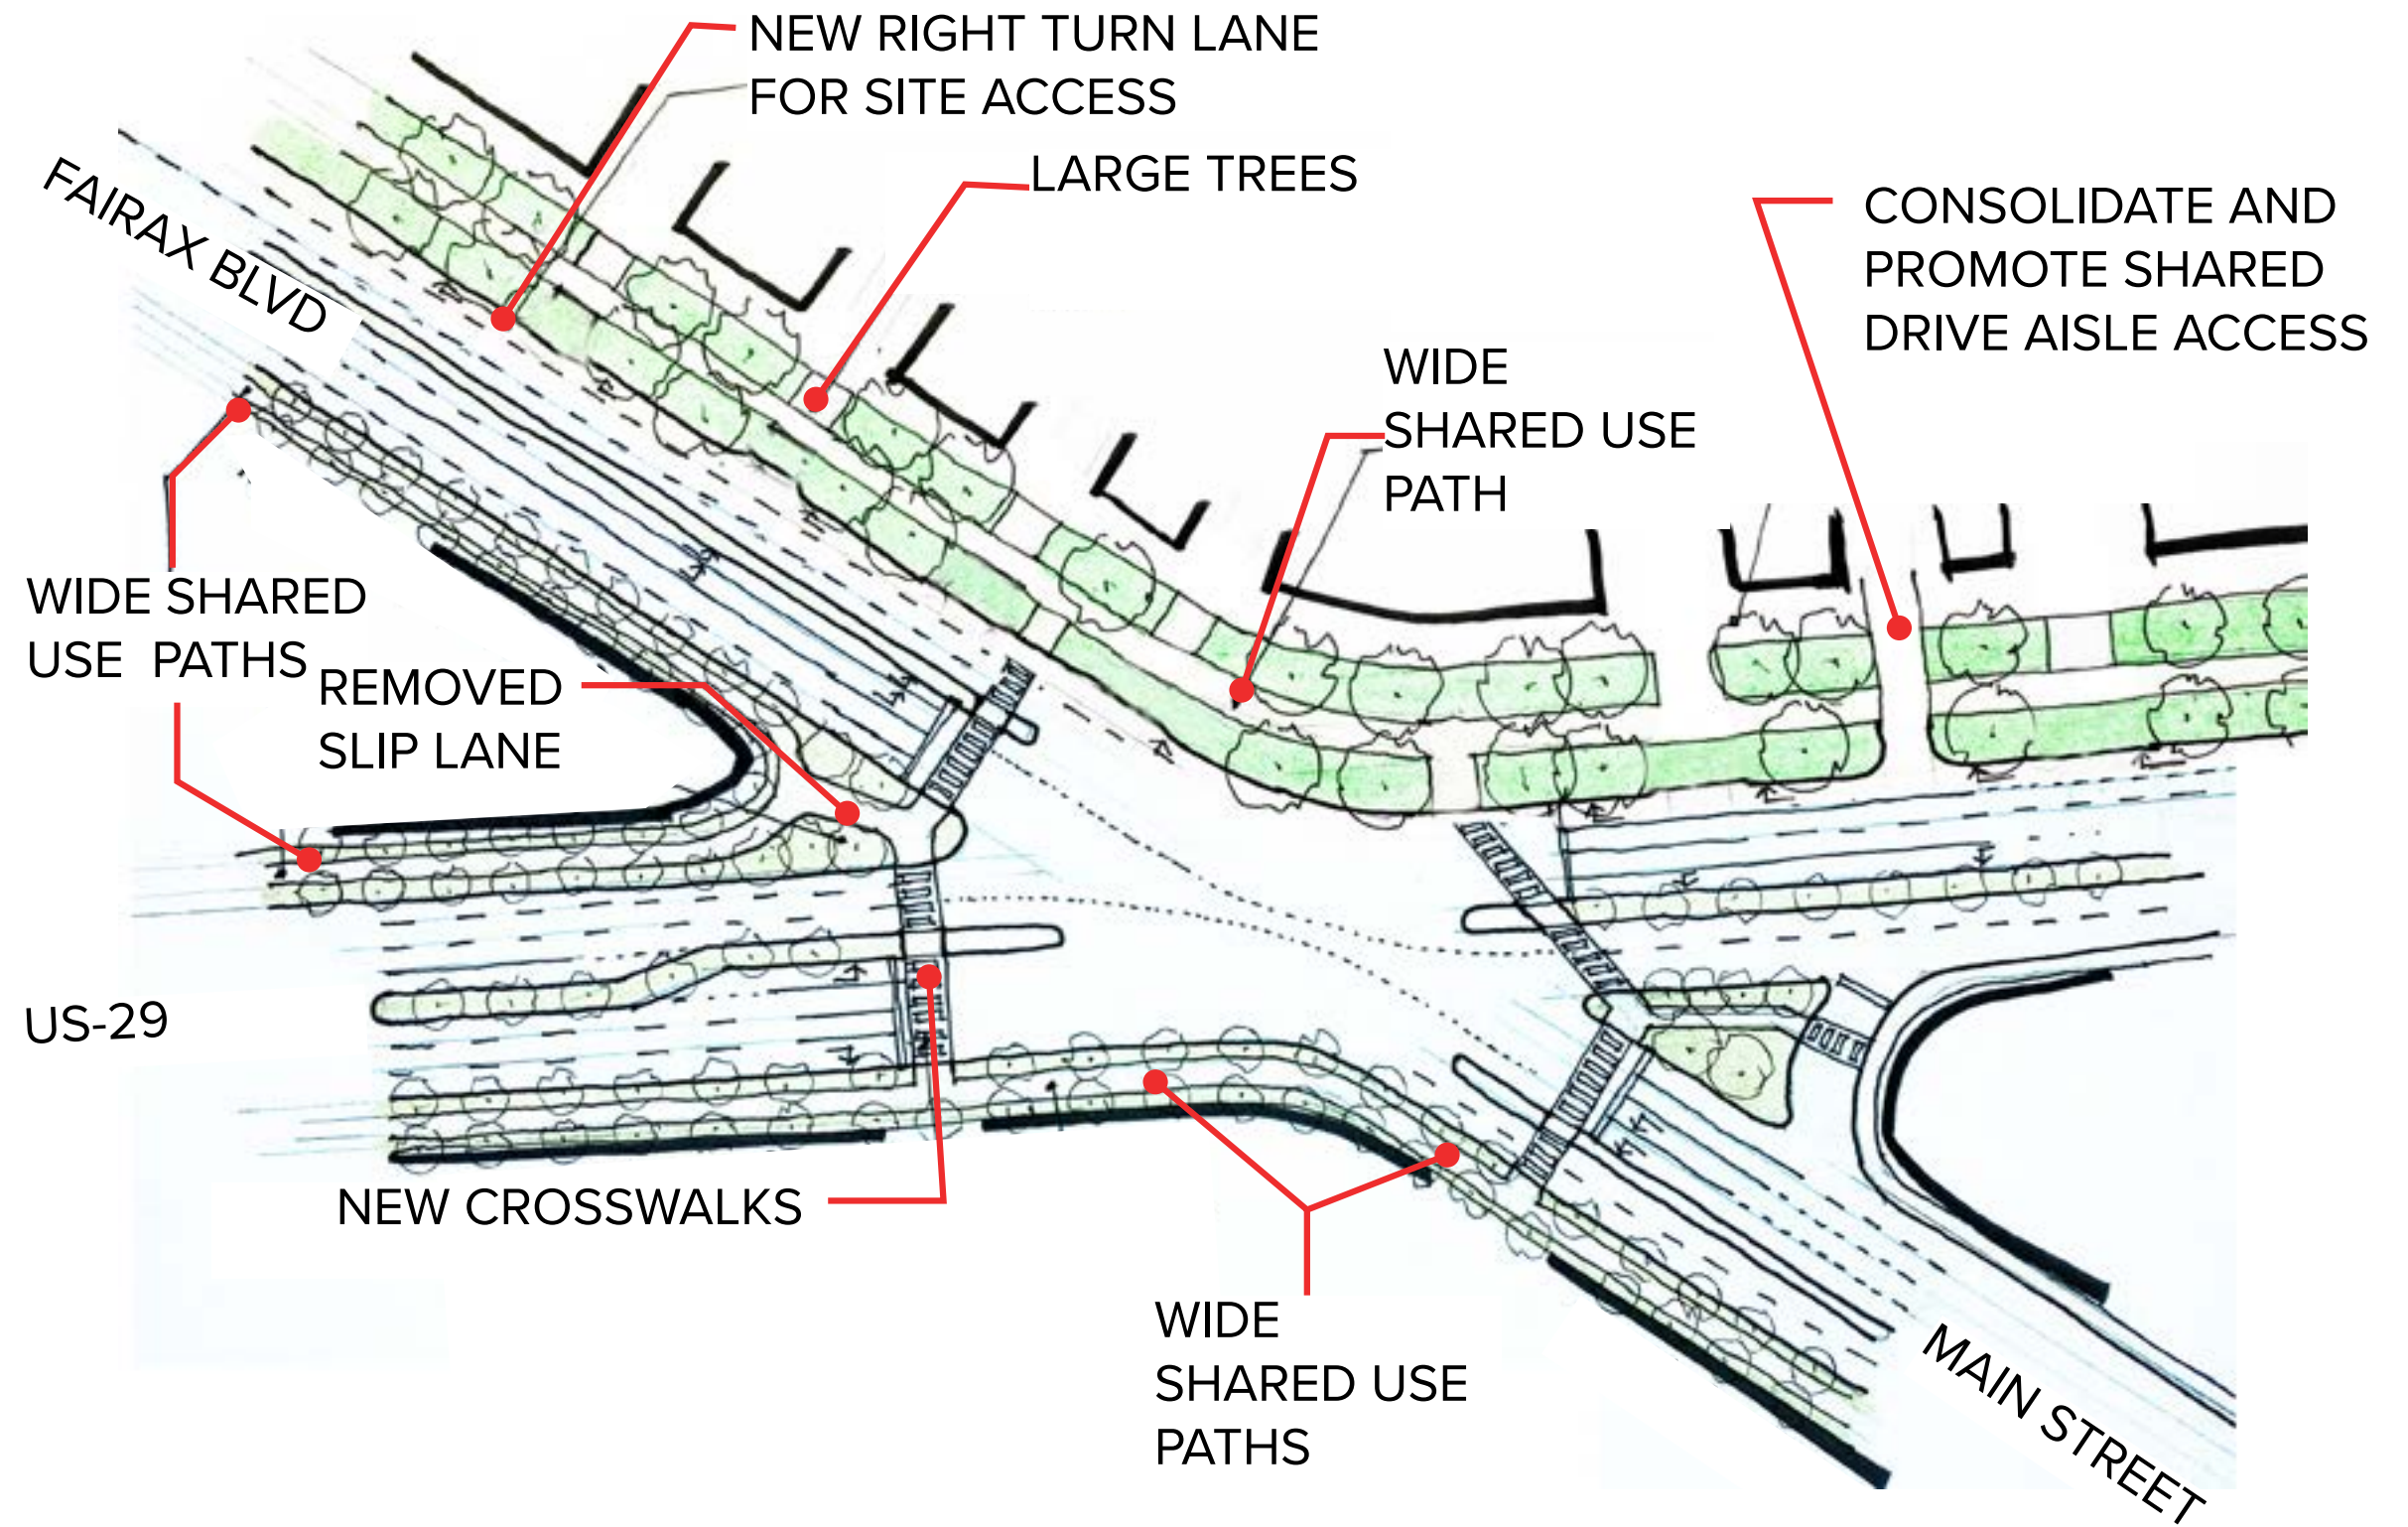 NEW RIGHT TURN LANE
FOR SITE ACCESS
LARGE TREES
CONSOLIDATE AND
PROMOTE SHARED
DRIVE AISLE ACCESS
FAIRAX BLVD
WIDE
SHARED USE
PATH
WIDE SHARED
USE PATHS
REMOVED
SLIP LANE
US-29
NEW CROSSWALKS
WIDE
SHARED USE
PATHS
MAIN STREET